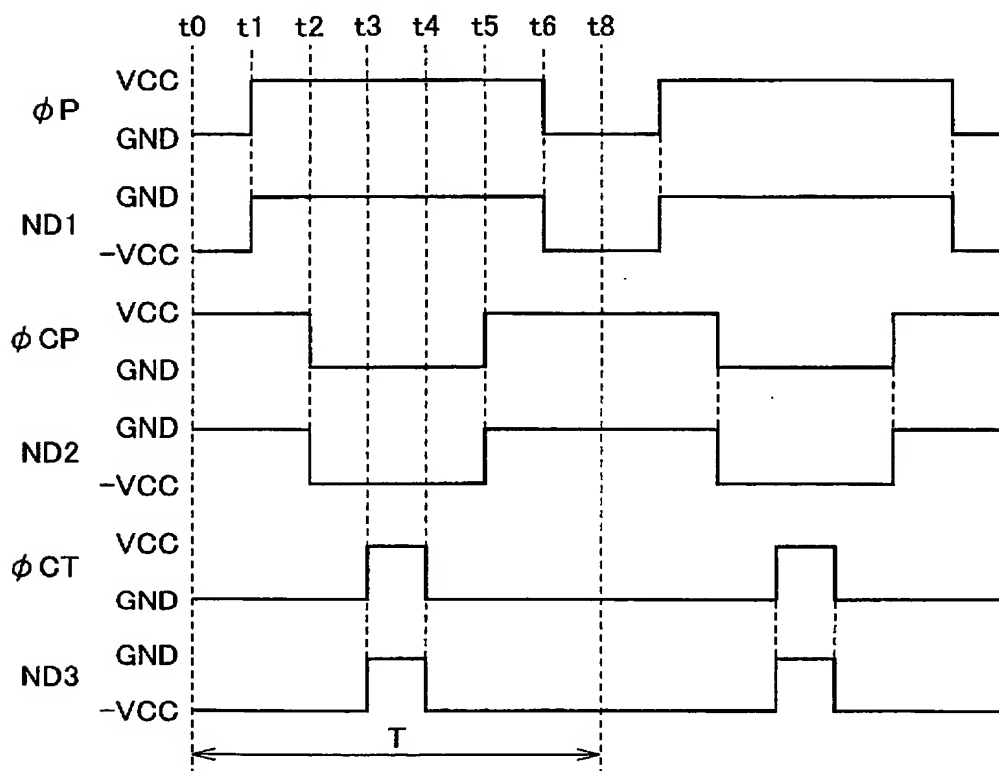 t0 t1 t2 t3 t4 t5 t6 t8
VCC
φP
GND
GND
ND1
-VCC
VCC
φCP
GND
GND
ND2
-VCC
VCC
φCT
GND
GND
ND3
-VCC
T